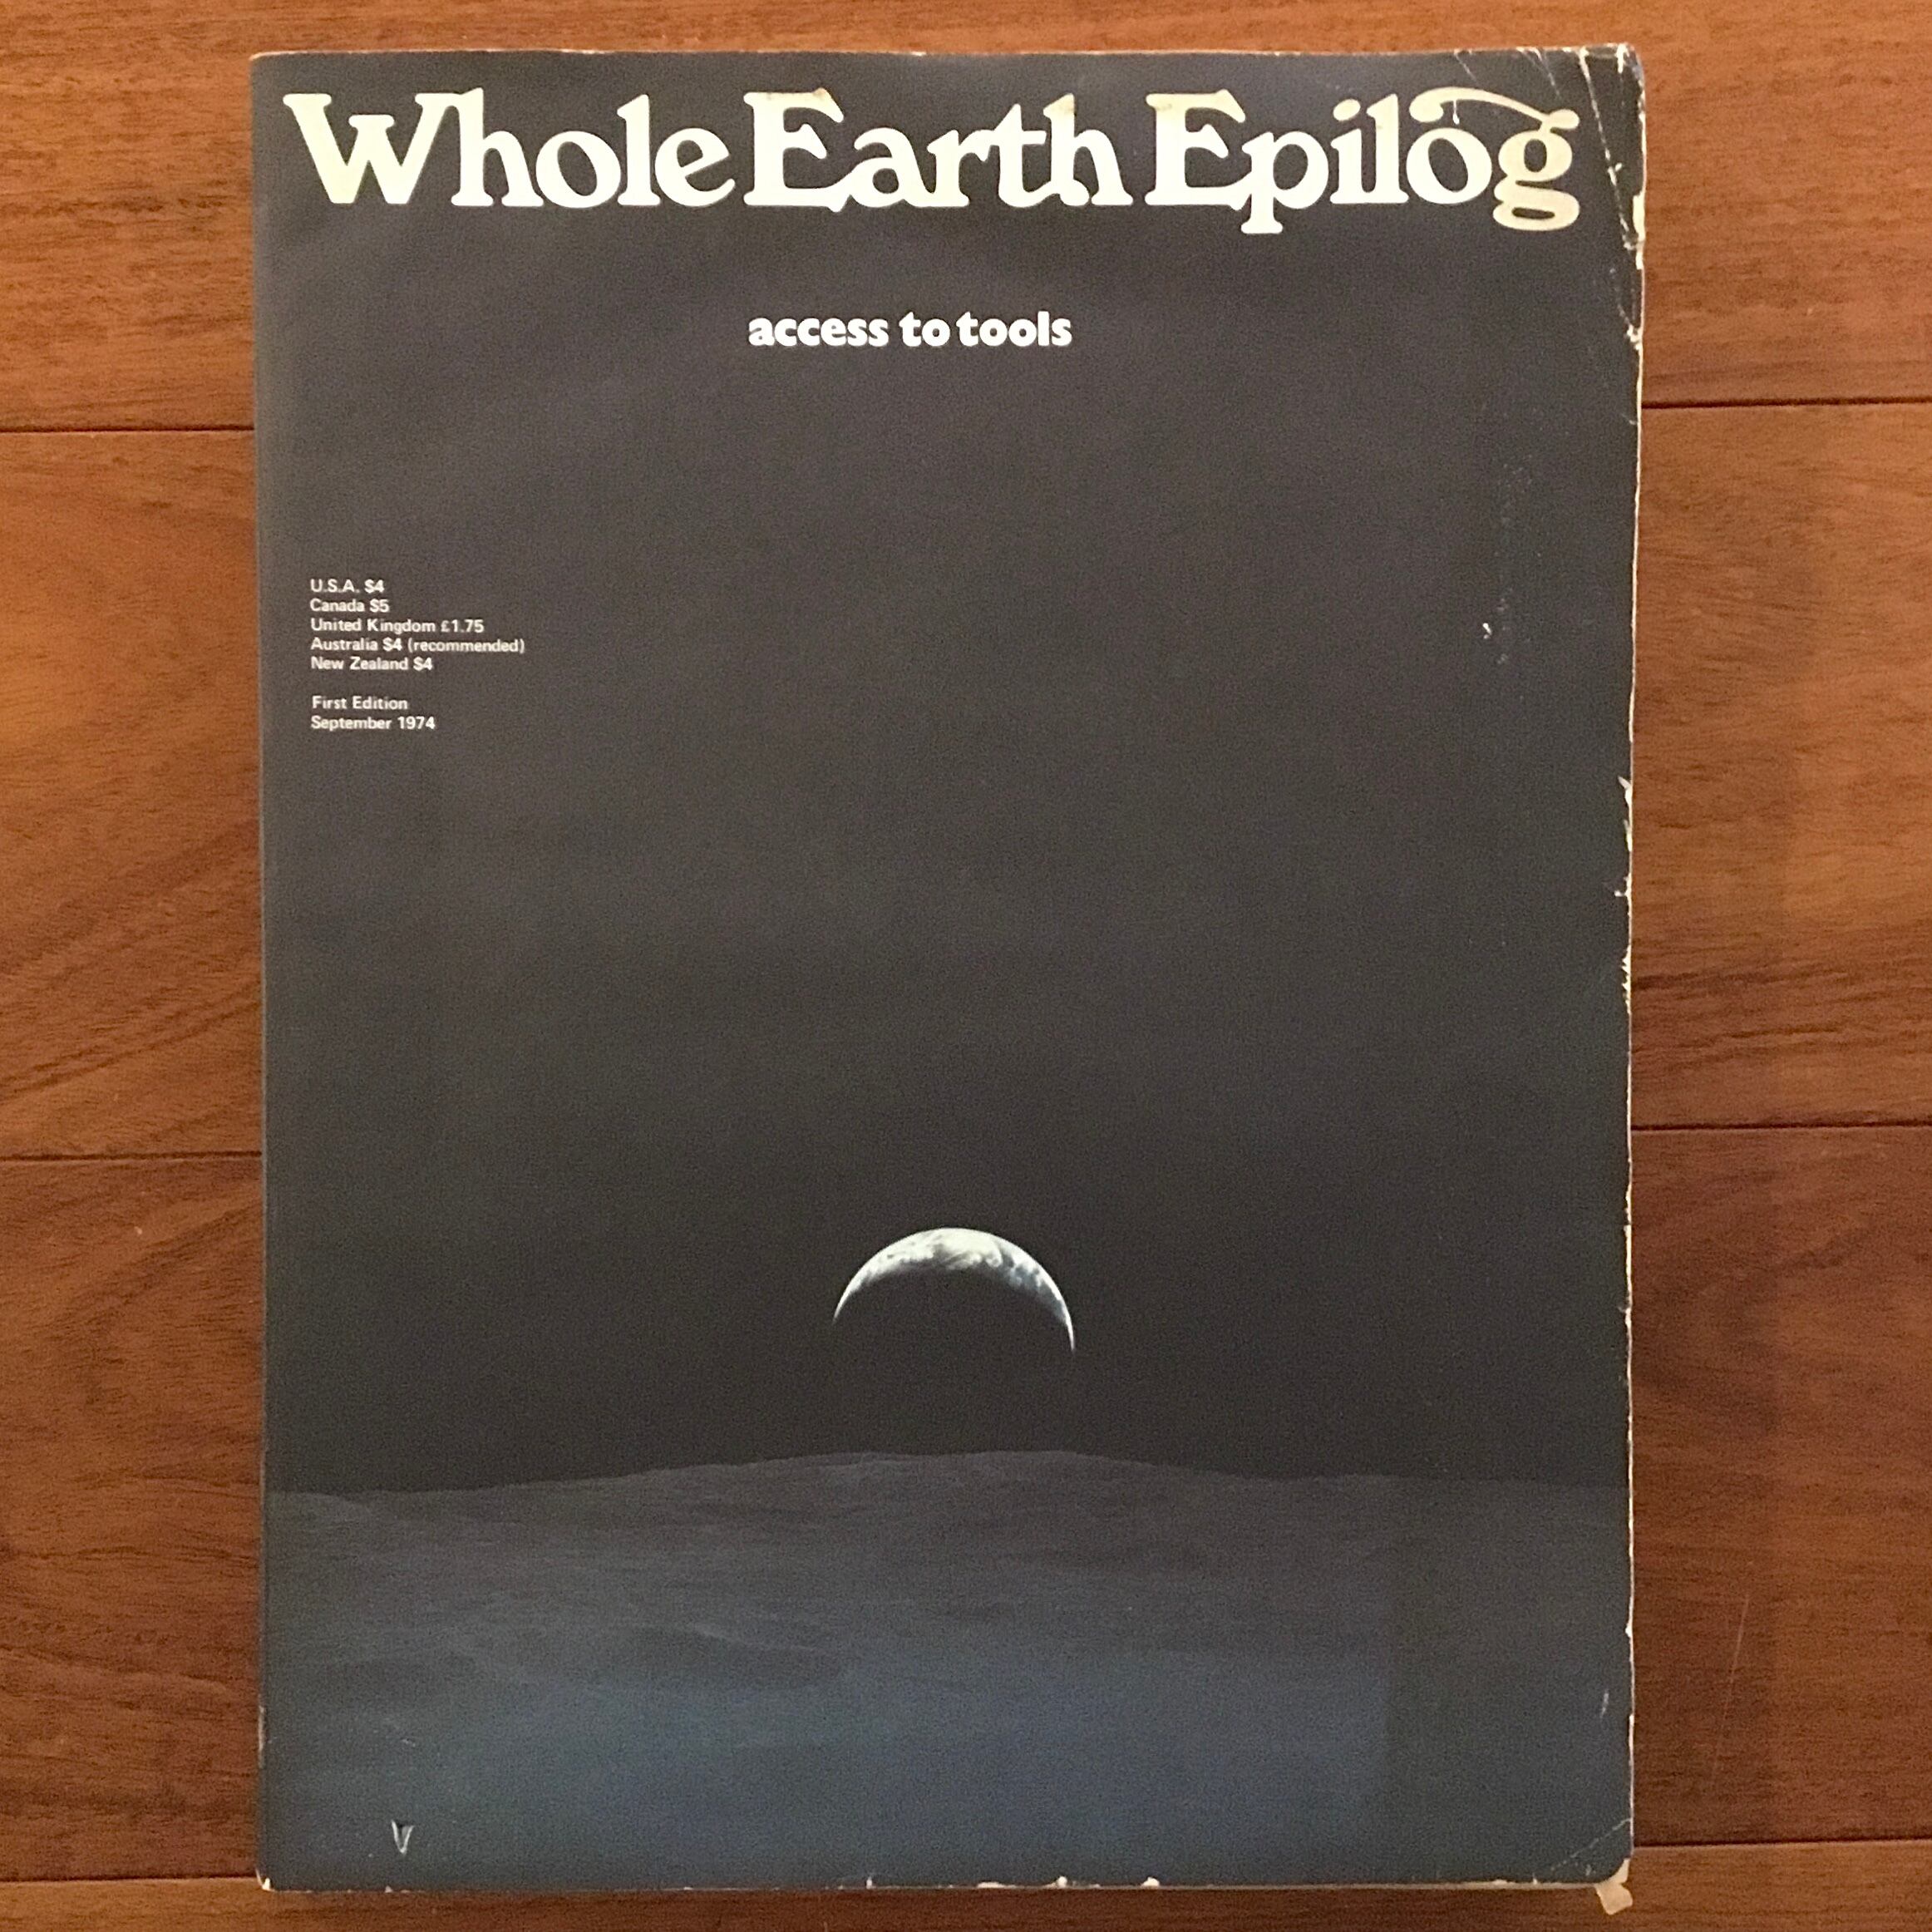 Whole Earth Epilog
access to tools
U.S.A. $4
Canada $5
United Kingdom £1.75
Australia $4 (recommended)
New Zealand $4
First Edition
September 1974